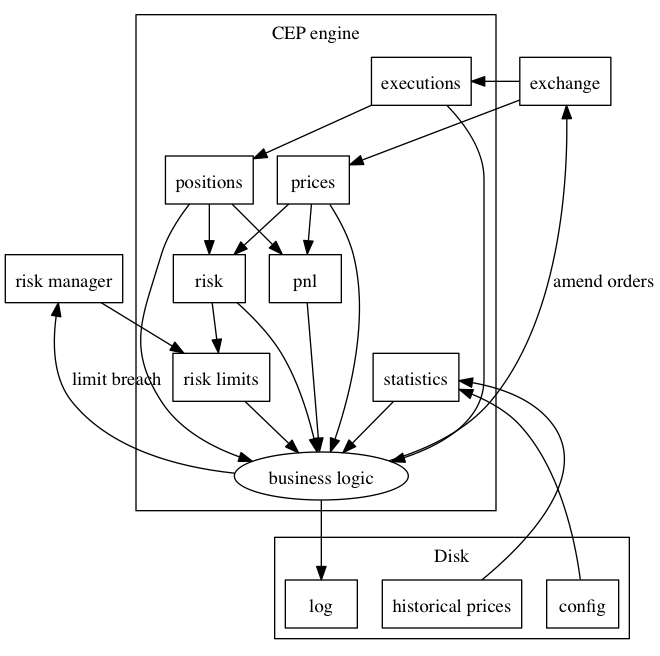 CEP engine
executions
exchange
positions
prices
risk manager
risk
pnl
amend orders
limit breach
risk limits
statistics
business logic
Disk
log
historical prices
config